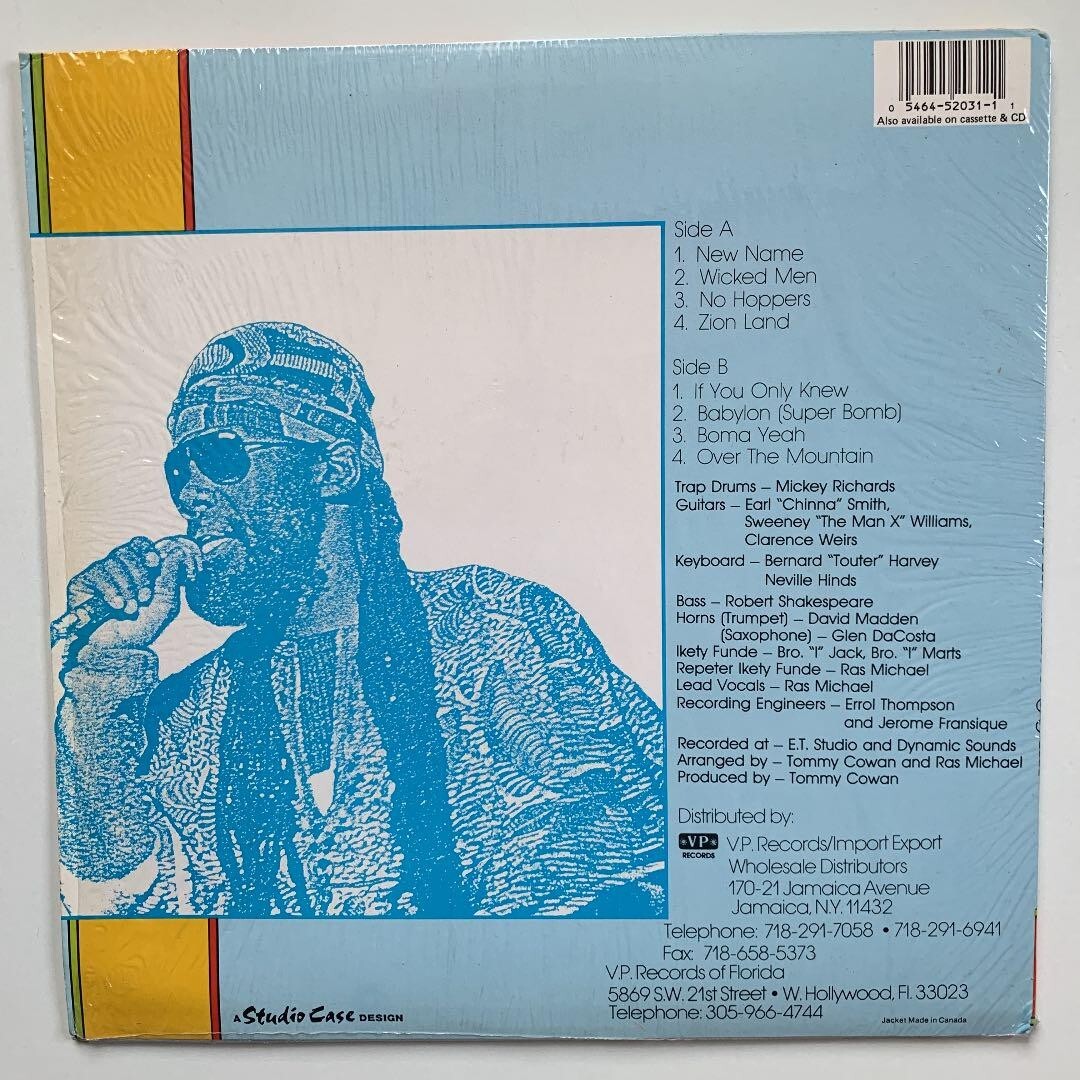 0 5464-52031-1 1
Also available on cassette & CD
Side A
1. New Name
2. Wicked Men
3. No Hoppers
4. Zion Land
Side B
1. If You Only Knew
2. Babylon (Super Bomb)
3. Boma Yeah
4. Over The Mountain
Trap Drums – Mickey Richards
Guitars – Earl "Chinna" Smith,
Sweeney "The Man X" Williams,
Clarence Weirs
Keyboard – Bernard "Touter" Harvey
Neville Hinds
Bass – Robert Shakespeare
Horns (Trumpet) – David Madden
(Saxophone) – Glen DaCosta
Ikety Funde – Bro. "I" Jack, Bro. "I" Marts
Repeter Ikety Funde – Ras Michael
Lead Vocals – Ras Michael
Recording Engineers – Errol Thompson
and Jerome Fransique
Recorded at – E.T. Studio and Dynamic Sounds
Arranged by – Tommy Cowan and Ras Michael
Produced by – Tommy Cowan
Distributed by:
VP
RECORDS
V.P. Records/Import Export
Wholesale Distributors
170-21 Jamaica Avenue
Jamaica, N.Y. 11432
Telephone: 718-291-7058 • 718-291-6941
Fax: 718-658-5373
V.P. Records of Florida
5869 S.W. 21st Street • W. Hollywood, Fl. 33023
Telephone: 305-966-4744
A Studio Case DESIGN
Jacket Made in Canada